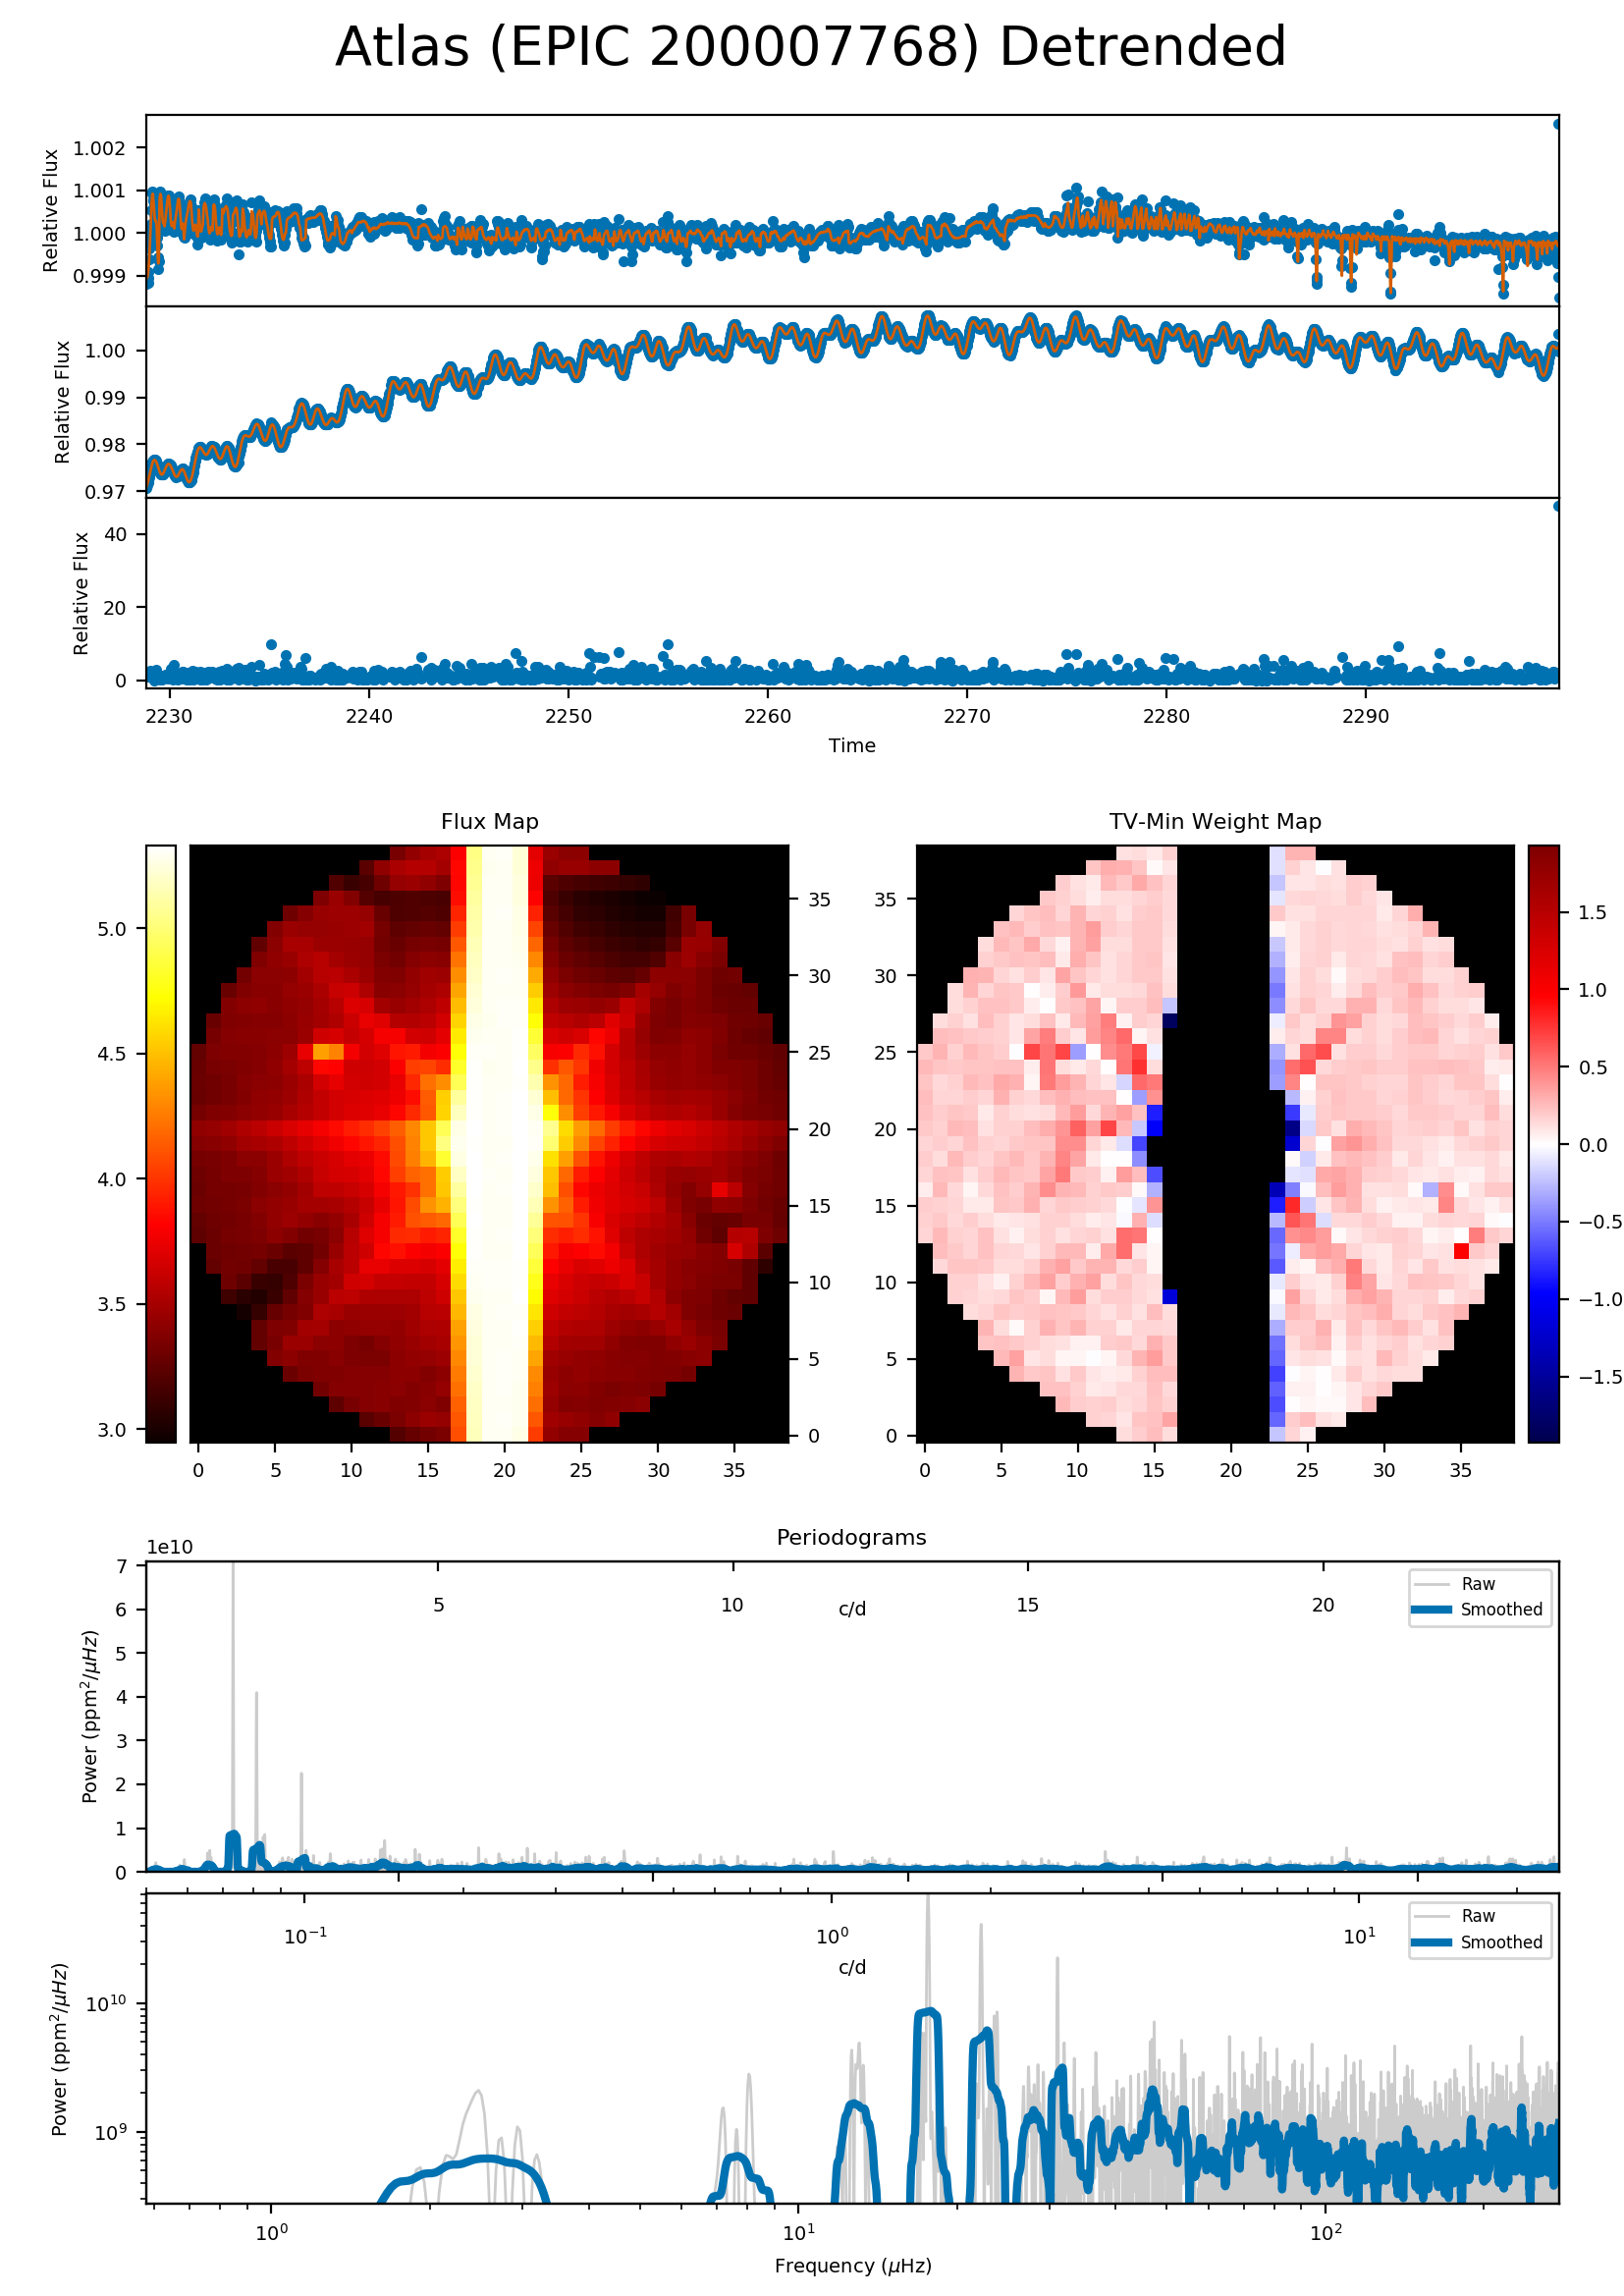 Atlas (EPIC 200007768) Detrended
Relative Flux
1.002
1.001
1.000
0.999
Relative Flux
1.00
0.99
0.98
0.97
Relative Flux
40
20
0
2230 2240 2250 2260 2270 2280 2290
Time
Flux Map
5.0
4.5
4.0
3.5
3.0
35
30
25
20
15
10
5
0
0 5 10 15 20 25 30 35
TV-Min Weight Map
35
30
25
20
15
10
5
0
0 5 10 15 20 25 30 35
1.5
1.0
0.5
0.0
−0.5
−1.0
−1.5
Periodograms
1e10
Power (ppm²/μHz)
7
6
5
4
3
2
1
0
5 10 15 20
c/d
Raw
Smoothed
Power (ppm²/μHz)
10¹⁰
10⁹
10⁻¹ 10⁰ 10¹
c/d
Raw
Smoothed
10⁰ 10¹ 10²
Frequency (μHz)